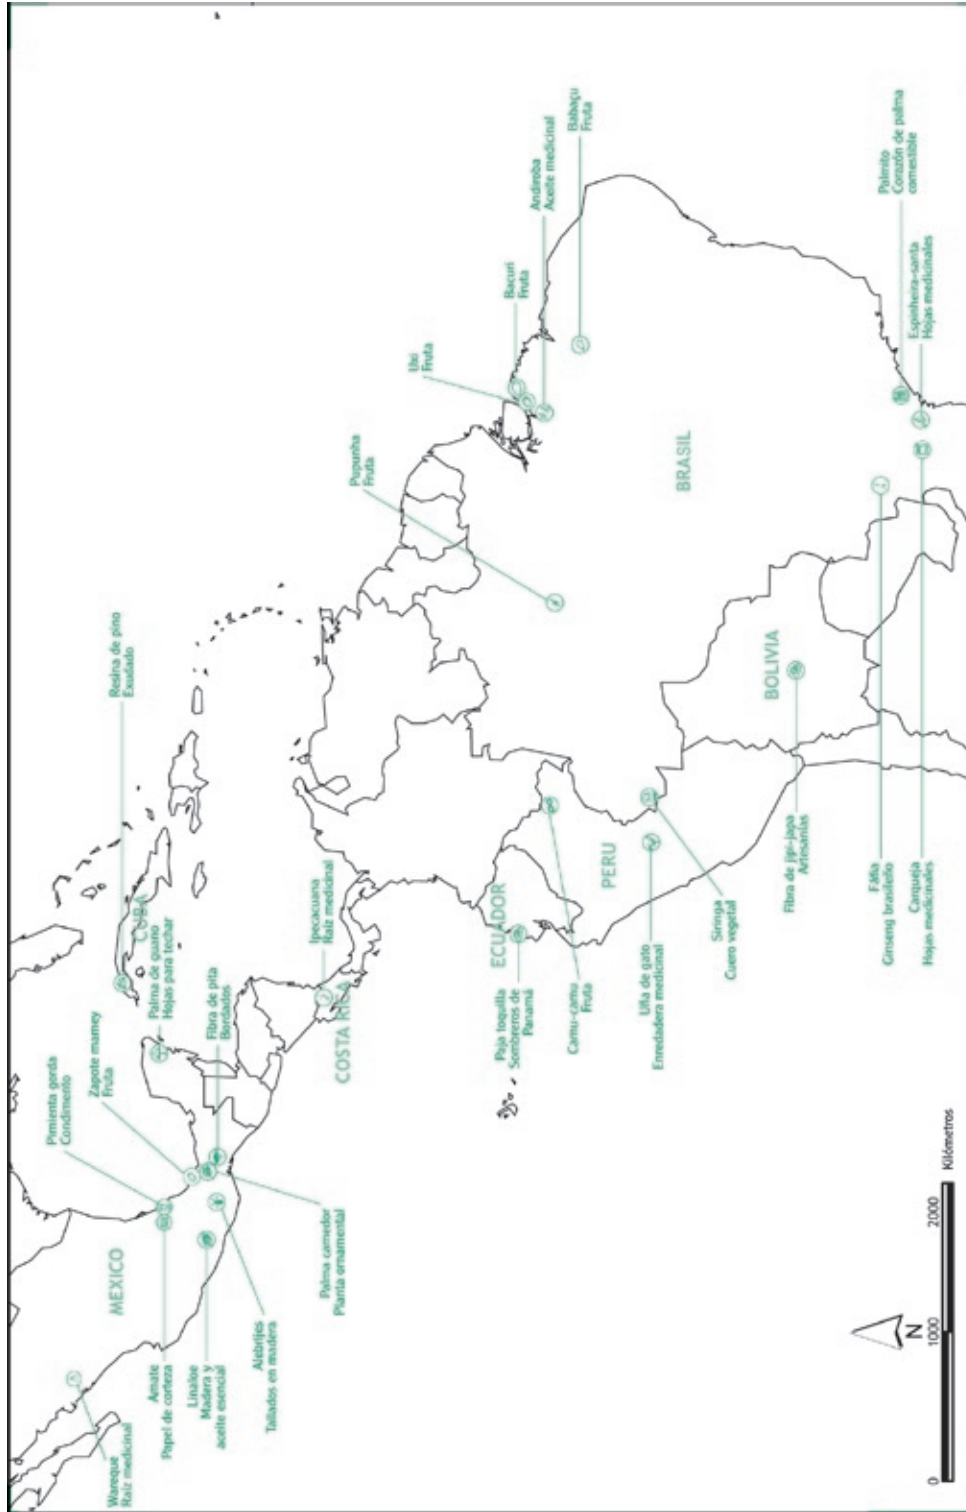 Wareque
Raíz medicinal
Amate
Papel de corteza
Linaloe
Madera y
aceite esencial
Alebrijes
Tallados en madera
Palma camedor
Planta ornamental
MEXICO
Pimienta gorda
Condimento
Zapote mamey
Fruta
Palma de guano
Hojas para techar
Fibra de pita
Bordados
CUBA
Resina de pino
Exudado
Ipecacuana
Raíz medicinal
COSTA RICA
Paja toquilla
Sombreros de
Panamá
ECUADOR
Camu-camu
Fruta
PERU
Uña de gato
Enredadera medicinal
Siringa
Cuero vegetal
BOLIVIA
Fibra de jipi-japa
Artesanías
Fáfia
Ginseng brasileño
Carqueja
Hojas medicinales
Pupunha
Fruta
Uxi
Fruta
Bacuri
Fruta
Andiroba
Aceite medicinal
Babaçu
Fruta
BRASIL
Palmito
Corazón de palma
comestible
Espinheira-santa
Hojas medicinales
N
0
1000
2000
Kilómetros